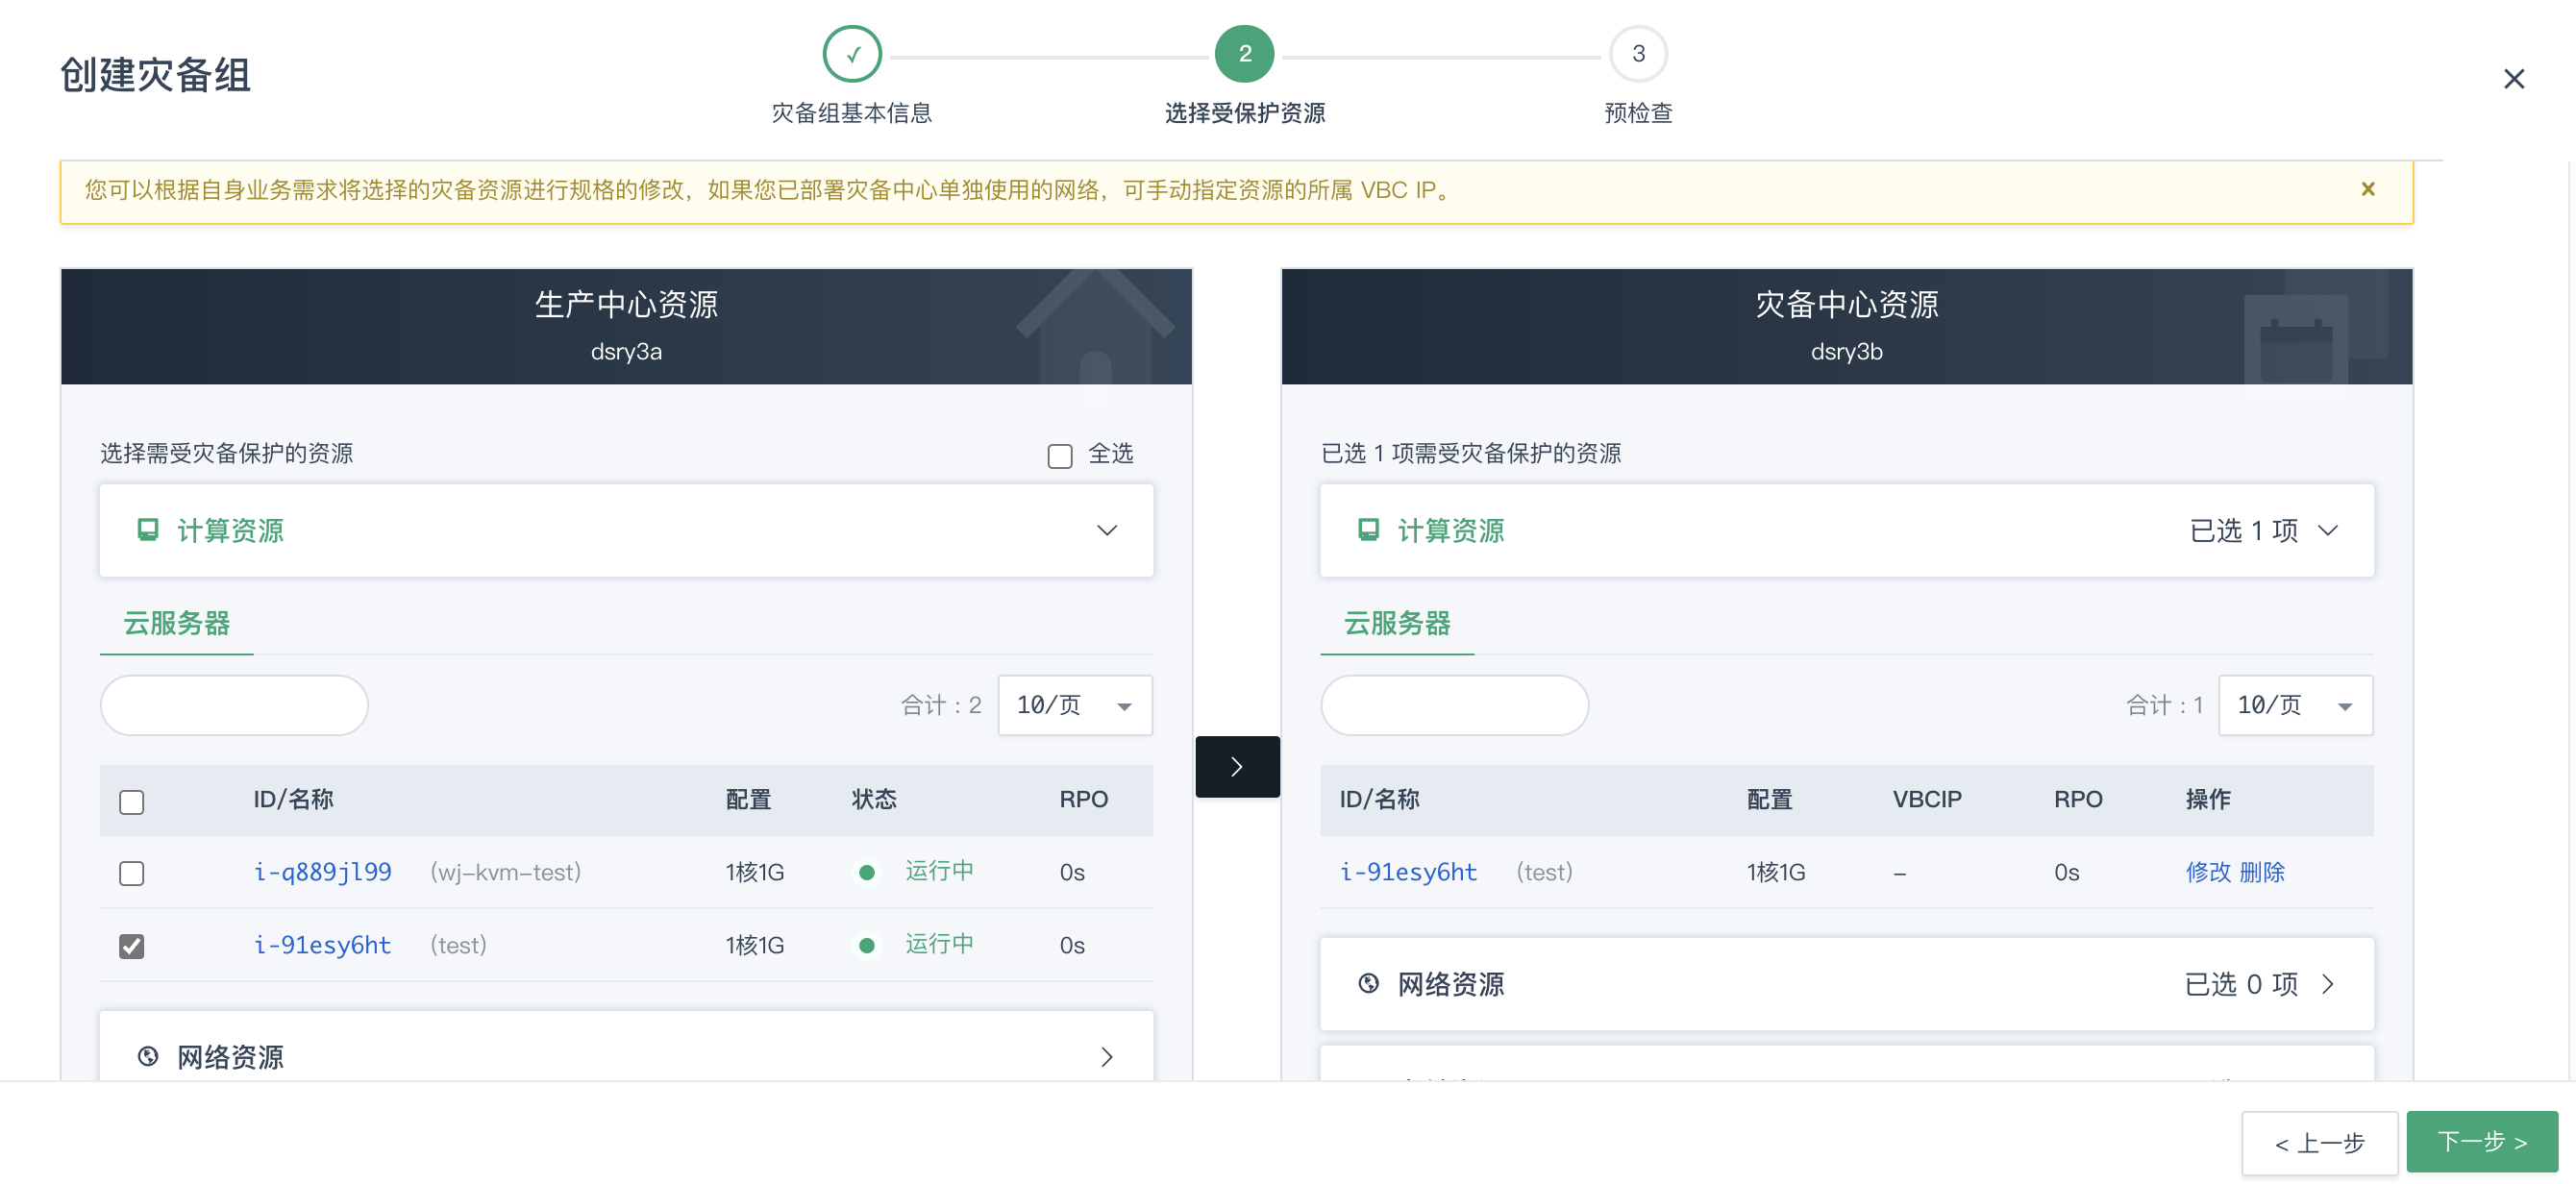 创建灾备组
✓ 2 3
灾备组基本信息 选择受保护资源 预检查
您可以根据自身业务需求将选择的灾备资源进行规格的修改，如果您已部署灾备中心单独使用的网络，可手动指定资源的所属 VBC IP。
生产中心资源
dsry3a
选择需受灾备保护的资源 全选
计算资源
云服务器
合计：2 10/页
ID/名称 配置 状态 RPO
i-q889jl99 (wj-kvm-test) 1核1G 运行中 0s
i-91esy6ht (test) 1核1G 运行中 0s
网络资源
灾备中心资源
dsry3b
已选 1 项需受灾备保护的资源
计算资源 已选 1 项
云服务器
合计：1 10/页
ID/名称 配置 VBCIP RPO 操作
i-91esy6ht (test) 1核1G – 0s 修改 删除
网络资源 已选 0 项
< 上一步 下一步 >